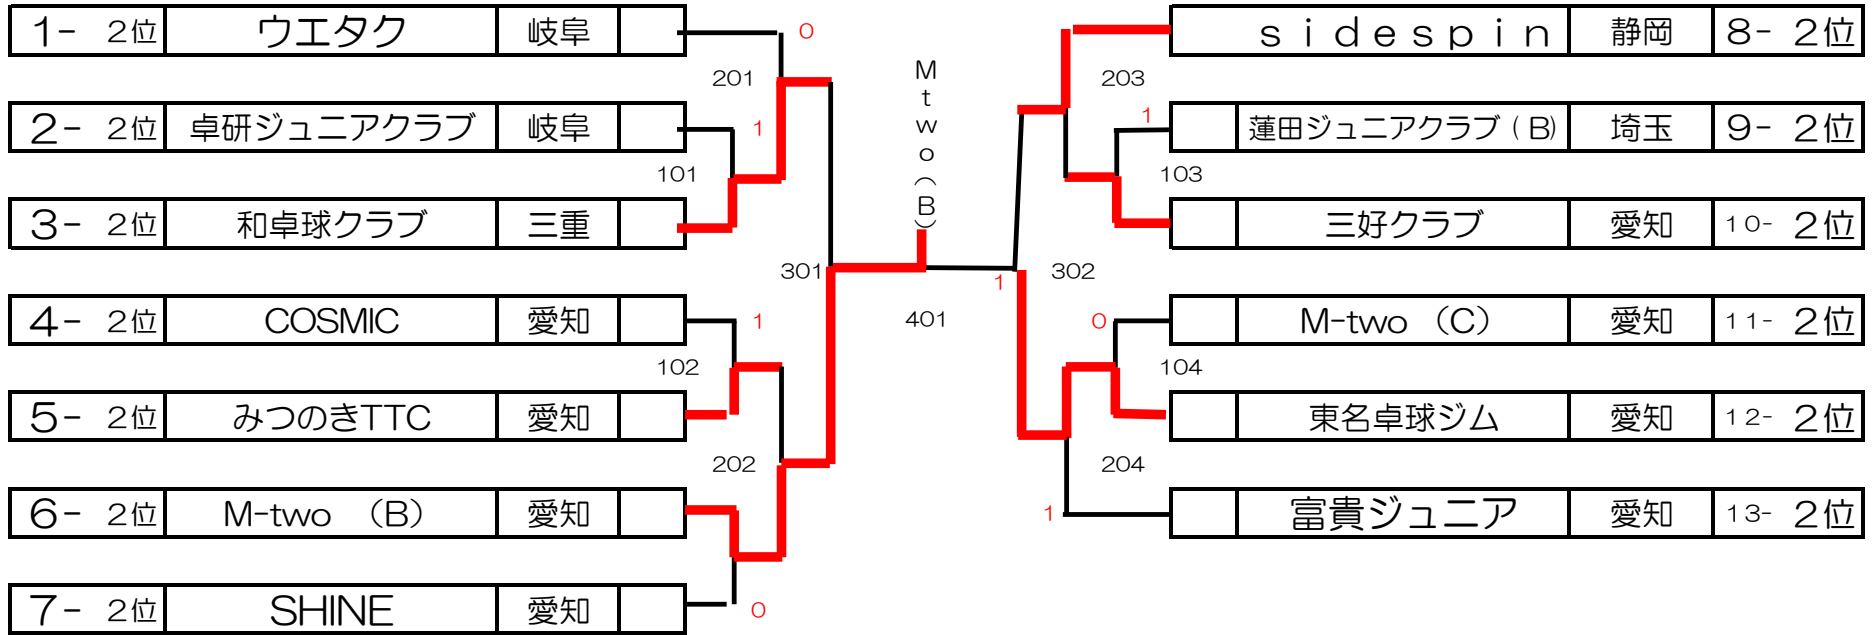 1- 2位 ウエタク 岐阜
0
201
2- 2位 卓研ジュニアクラブ 岐阜
1
101
3- 2位 和卓球クラブ 三重
301
4- 2位 COSMIC 愛知
1
102
5- 2位 みつのきTTC 愛知
202
6- 2位 M-two （B） 愛知
7- 2位 SHINE 愛知
0
Mtwo（B）
401
sidespin 静岡 8- 2位
203
1
蓮田ジュニアクラブ（B） 埼玉 9- 2位
103
三好クラブ 愛知 10- 2位
302
1
0
M-two （C） 愛知 11- 2位
104
東名卓球ジム 愛知 12- 2位
204
1
富貴ジュニア 愛知 13- 2位